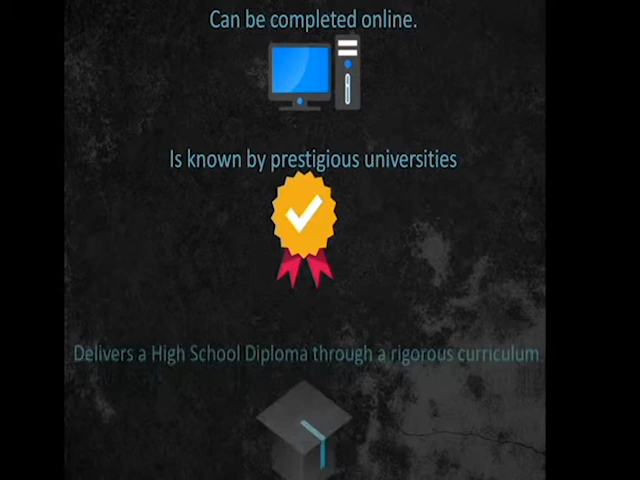 Can be completed online.
Is known by prestigious universities
Delivers a High School Diploma through a rigorous curriculum